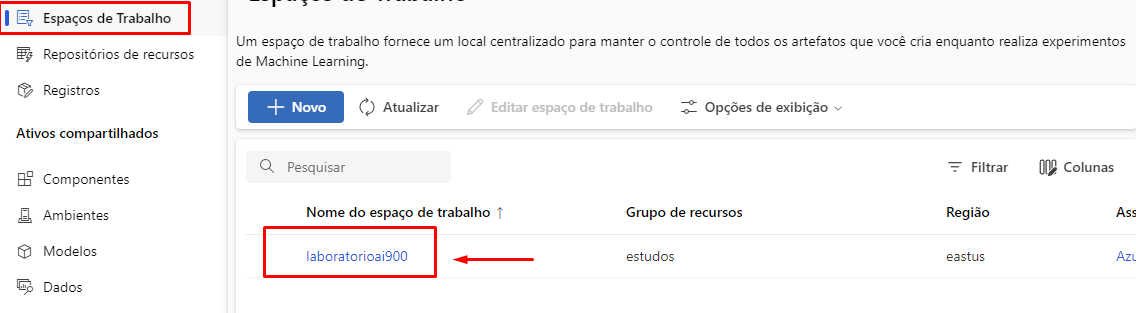 Espaços de Trabalho
Repositórios de recursos
Registros
Ativos compartilhados
Componentes
Ambientes
Modelos
Dados
Espaços de Trabalho
Um espaço de trabalho fornece um local centralizado para manter o controle de todos os artefatos que você cria enquanto realiza experimentos
de Machine Learning.
Novo Atualizar Editar espaço de trabalho Opções de exibição
Pesquisar Filtrar Colunas
Nome do espaço de trabalho ↑ Grupo de recursos Região
laboratorioai900 estudos eastus